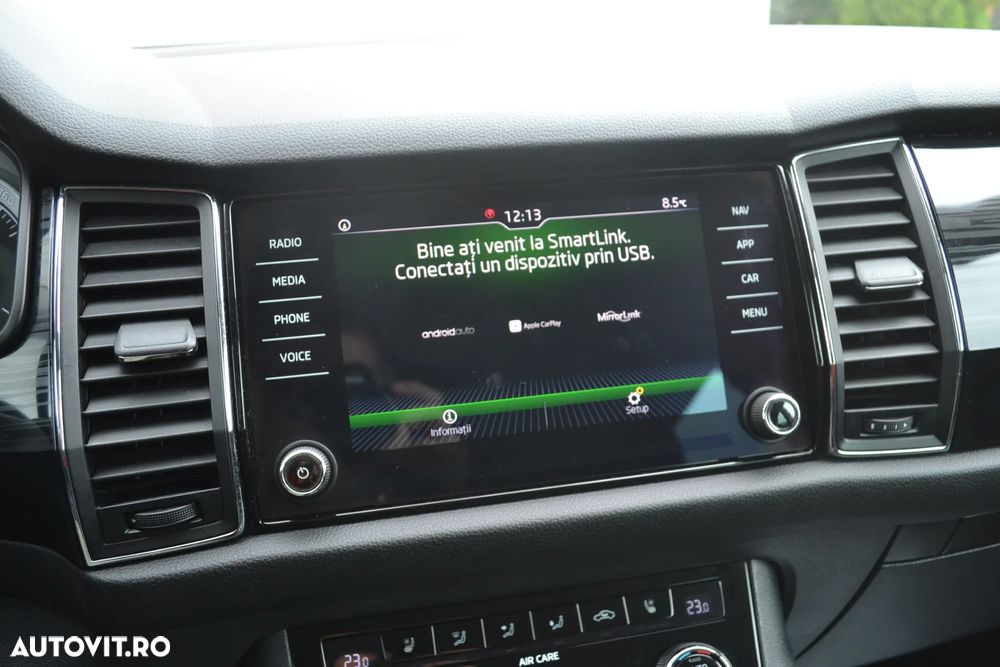 160
12:13
8.5°C
Bine ați venit la SmartLink.
Conectați un dispozitiv prin USB.
androidauto
Apple CarPlay
MirrorLink
Informații
Setup
RADIO
MEDIA
PHONE
VOICE
NAV
APP
CAR
MENU
23.0
23.0
AIR CARE
AUTOVIT.RO